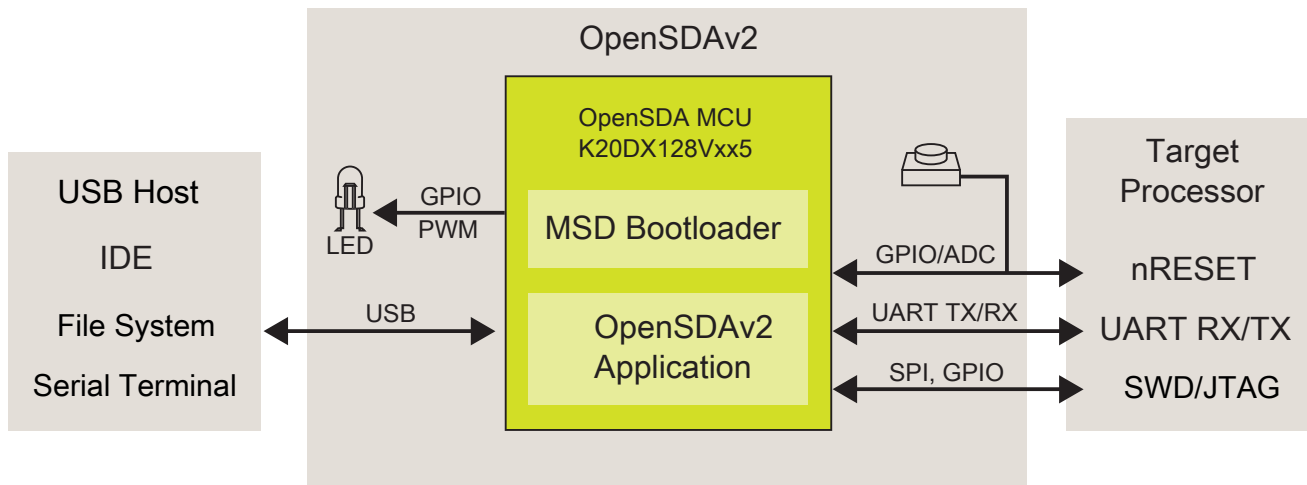 OpenSDAv2
OpenSDA MCU
K20DX128Vxx5
MSD Bootloader
OpenSDAv2
Application
USB Host
IDE
File System
Serial Terminal
LED
GPIO
PWM
USB
GPIO/ADC
UART TX/RX
SPI, GPIO
Target
Processor
nRESET
UART RX/TX
SWD/JTAG